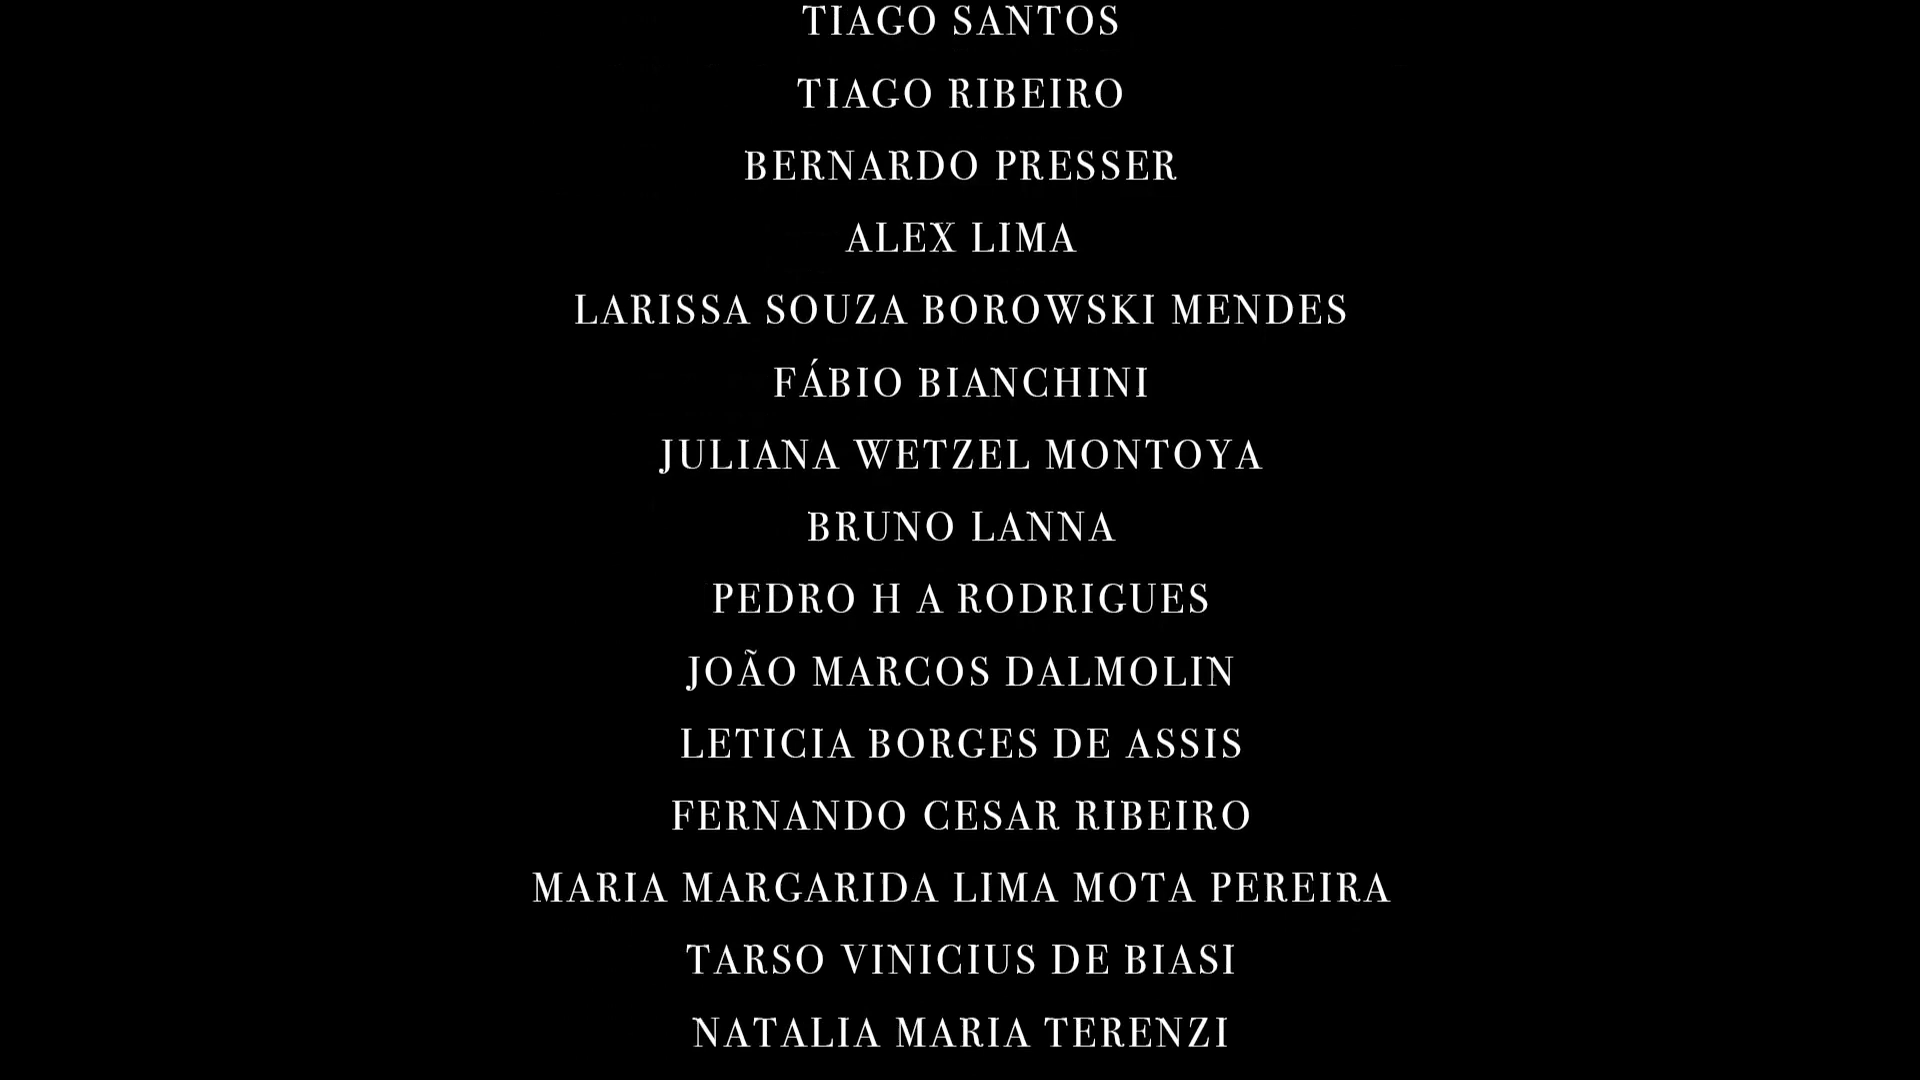 TIAGO SANTOS
TIAGO RIBEIRO
BERNARDO PRESSER
ALEX LIMA
LARISSA SOUZA BOROWSKI MENDES
FÁBIO BIANCHINI
JULIANA WETZEL MONTOYA
BRUNO LANNA
PEDRO H A RODRIGUES
JOÃO MARCOS DALMOLIN
LETICIA BORGES DE ASSIS
FERNANDO CESAR RIBEIRO
MARIA MARGARIDA LIMA MOTA PEREIRA
TARSO VINICIUS DE BIASI
NATALIA MARIA TERENZI